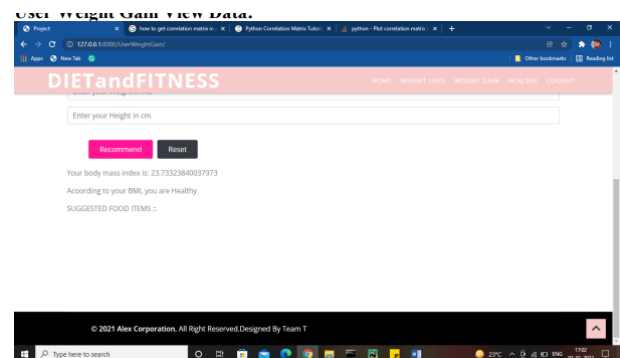 User Weight Gain View Data:
Project
how to get correlation matrix in
Python Correlation Matrix Tutori
python - Plot correlation matrix
127.0.0.1:8000/UserWeightGain/
Apps
New Tab
Other bookmarks
Reading list
DIETandFITNESS
HOME WEIGHT LOSS WEIGHT GAIN HEALTHY LOGOUT
Enter your Height in cm
Recommend
Reset
Your body mass index is: 23.73323840037973
Acoording to your BMI, you are Healthy
SUGGESTED FOOD ITEMS ::
© 2021 Alex Corporation, All Right Reserved.Designed By Team T
Type here to search
23°C
ENG
17:02